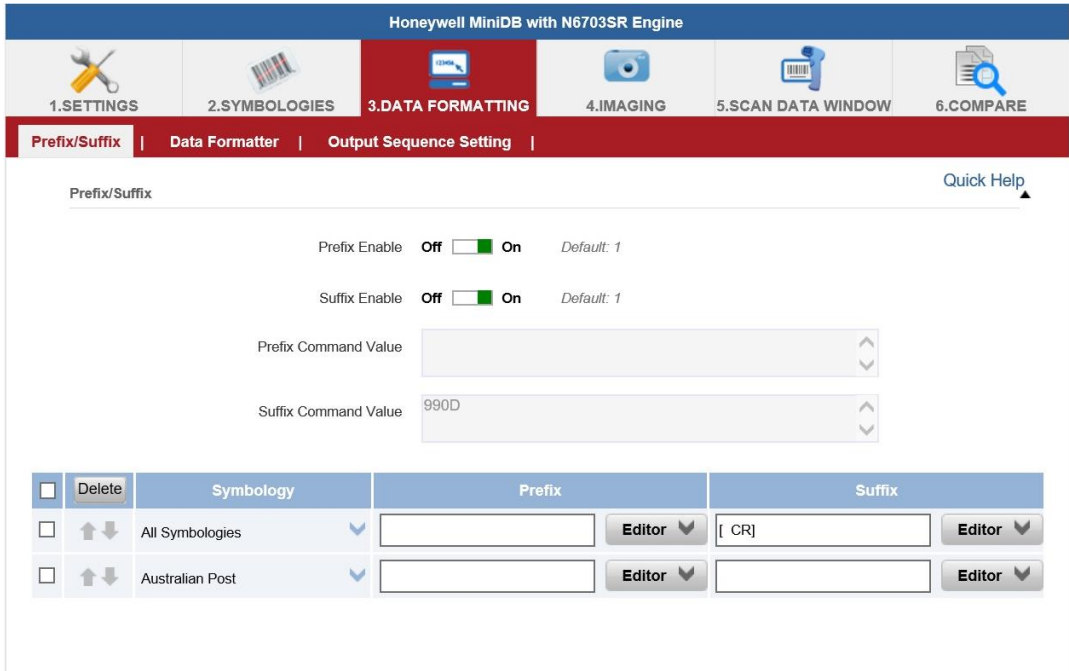 Honeywell MiniDB with N6703SR Engine
1.SETTINGS 2.SYMBOLOGIES 3.DATA FORMATTING 4.IMAGING 5.SCAN DATA WINDOW 6.COMPARE
Prefix/Suffix | Data Formatter | Output Sequence Setting |
Quick Help
Prefix/Suffix
Prefix Enable Off On Default: 1
Suffix Enable Off On Default: 1
Prefix Command Value
Suffix Command Value 990D
Delete Symbology Prefix Suffix
All Symbologies Editor [ CR] Editor
Australian Post Editor Editor